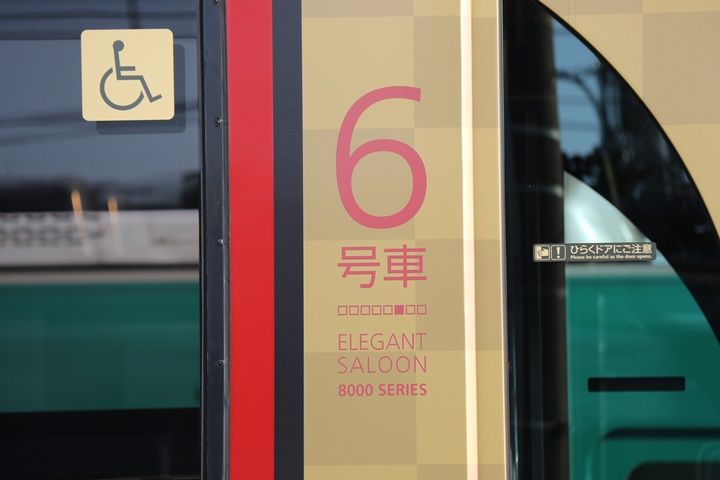 6
号車
ELEGANT
SALOON
8000 SERIES
ひらくドアにご注意
Please be careful as the door opens.